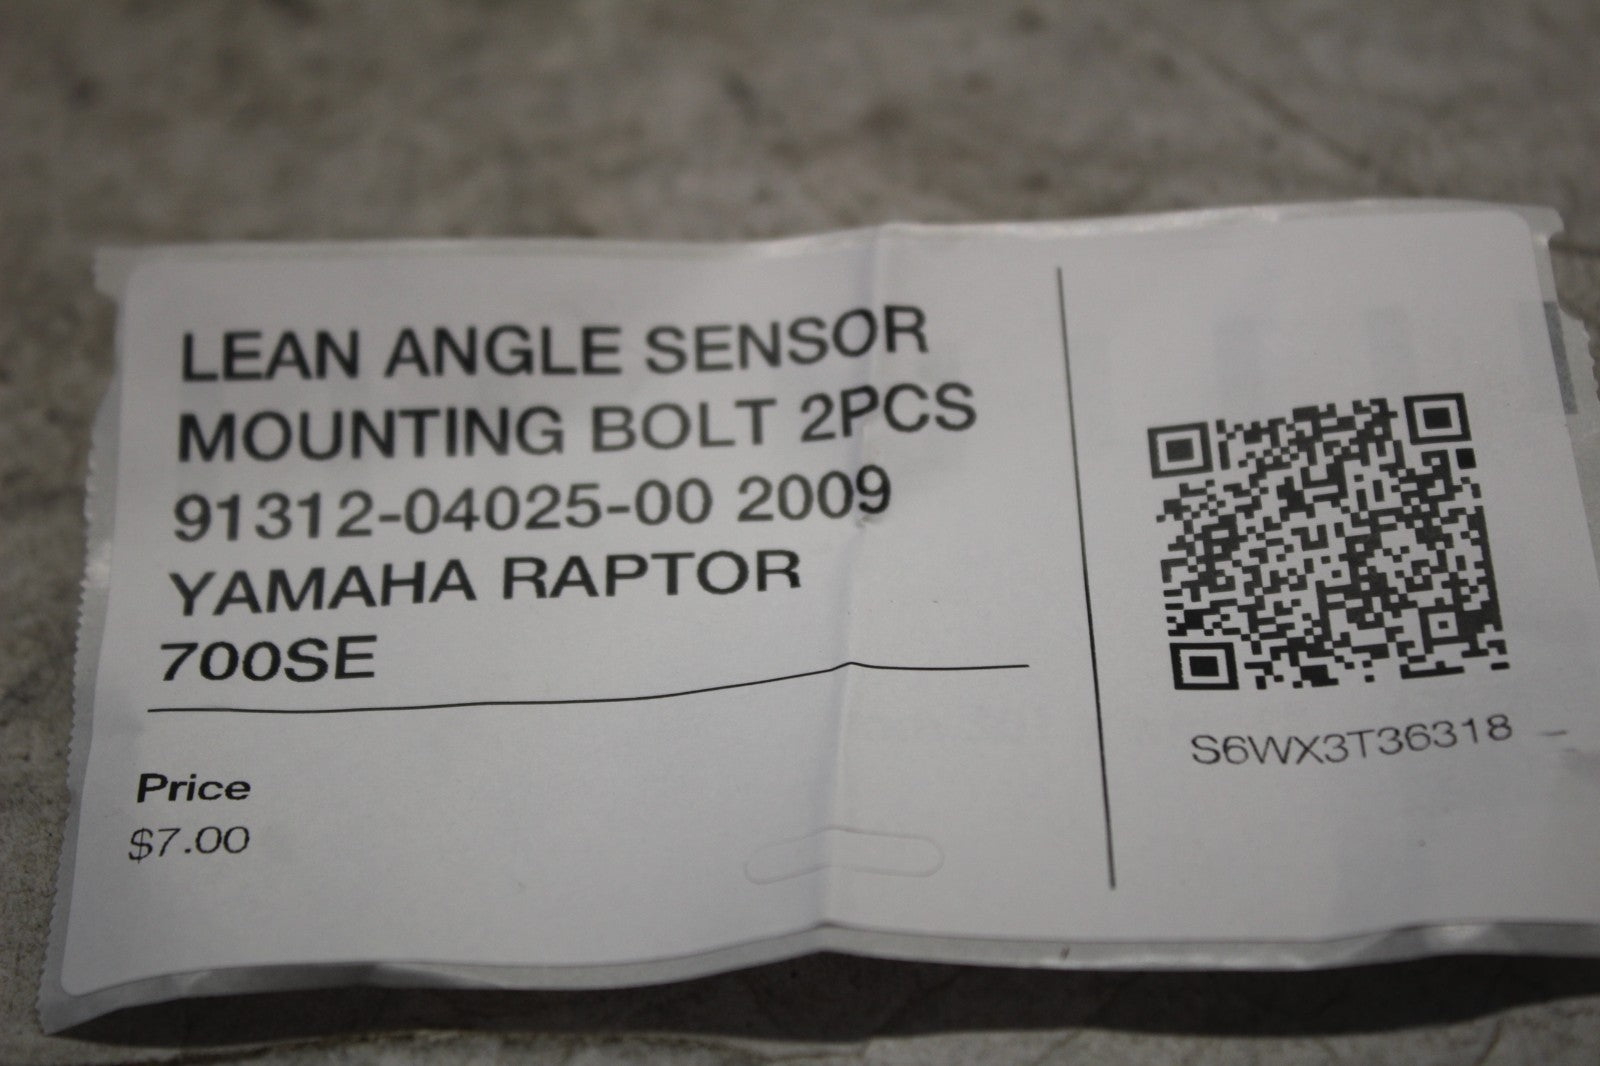 LEAN ANGLE SENSOR
MOUNTING BOLT 2PCS
91312-04025-00 2009
YAMAHA RAPTOR
700SE
Price
$7.00
S6WX3T36318